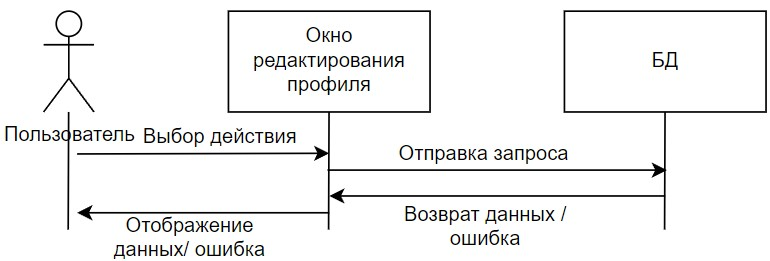 Окно
редактирования
профиля
БД
Пользователь
Выбор действия
Отправка запроса
Возврат данных /
ошибка
Отображение
данных/ ошибка